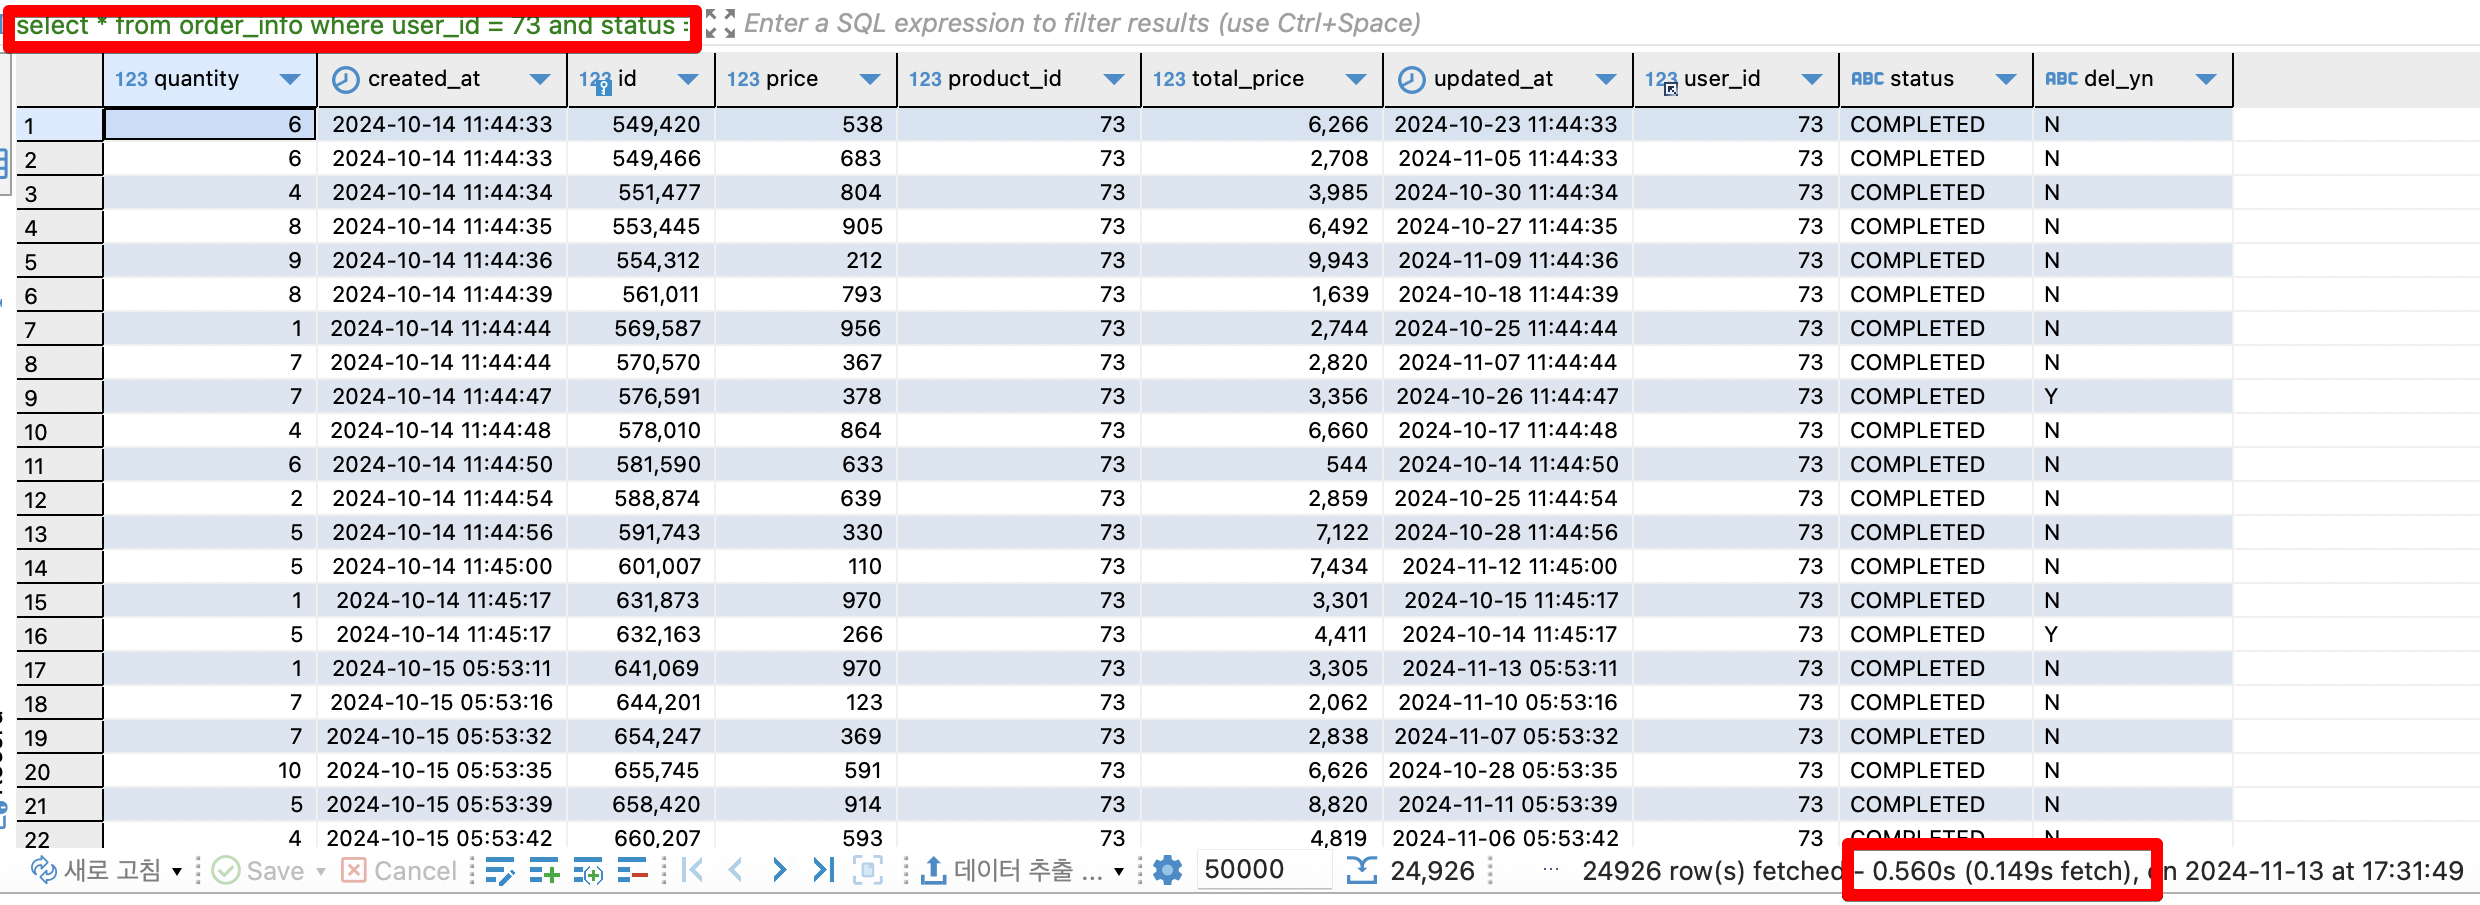 select * from order_info where user_id = 73 and status = Enter a SQL expression to filter results (use Ctrl+Space)
123 quantity created_at 123 id 123 price 123 product_id 123 total_price updated_at 123 user_id ABC status ABC del_yn
1 6 2024-10-14 11:44:33 549,420 538 73 6,266 2024-10-23 11:44:33 73 COMPLETED N
2 6 2024-10-14 11:44:33 549,466 683 73 2,708 2024-11-05 11:44:33 73 COMPLETED N
3 4 2024-10-14 11:44:34 551,477 804 73 3,985 2024-10-30 11:44:34 73 COMPLETED N
4 8 2024-10-14 11:44:35 553,445 905 73 6,492 2024-10-27 11:44:35 73 COMPLETED N
5 9 2024-10-14 11:44:36 554,312 212 73 9,943 2024-11-09 11:44:36 73 COMPLETED N
6 8 2024-10-14 11:44:39 561,011 793 73 1,639 2024-10-18 11:44:39 73 COMPLETED N
7 1 2024-10-14 11:44:44 569,587 956 73 2,744 2024-10-25 11:44:44 73 COMPLETED N
8 7 2024-10-14 11:44:44 570,570 367 73 2,820 2024-11-07 11:44:44 73 COMPLETED N
9 7 2024-10-14 11:44:47 576,591 378 73 3,356 2024-10-26 11:44:47 73 COMPLETED Y
10 4 2024-10-14 11:44:48 578,010 864 73 6,660 2024-10-17 11:44:48 73 COMPLETED N
11 6 2024-10-14 11:44:50 581,590 633 73 544 2024-10-14 11:44:50 73 COMPLETED N
12 2 2024-10-14 11:44:54 588,874 639 73 2,859 2024-10-25 11:44:54 73 COMPLETED N
13 5 2024-10-14 11:44:56 591,743 330 73 7,122 2024-10-28 11:44:56 73 COMPLETED N
14 5 2024-10-14 11:45:00 601,007 110 73 7,434 2024-11-12 11:45:00 73 COMPLETED N
15 1 2024-10-14 11:45:17 631,873 970 73 3,301 2024-10-15 11:45:17 73 COMPLETED N
16 5 2024-10-14 11:45:17 632,163 266 73 4,411 2024-10-14 11:45:17 73 COMPLETED Y
17 1 2024-10-15 05:53:11 641,069 970 73 3,305 2024-11-13 05:53:11 73 COMPLETED N
18 7 2024-10-15 05:53:16 644,201 123 73 2,062 2024-11-10 05:53:16 73 COMPLETED N
19 7 2024-10-15 05:53:32 654,247 369 73 2,838 2024-11-07 05:53:32 73 COMPLETED N
20 10 2024-10-15 05:53:35 655,745 591 73 6,626 2024-10-28 05:53:35 73 COMPLETED N
21 5 2024-10-15 05:53:39 658,420 914 73 8,820 2024-11-11 05:53:39 73 COMPLETED N
22 4 2024-10-15 05:53:42 660,207 593 73 4,819 2024-11-06 05:53:42 73 COMPLETED N
새로 고침 Save Cancel 데이터 추출 ... 50000 24,926 ... 24926 row(s) fetched - 0.560s (0.149s fetch), on 2024-11-13 at 17:31:49